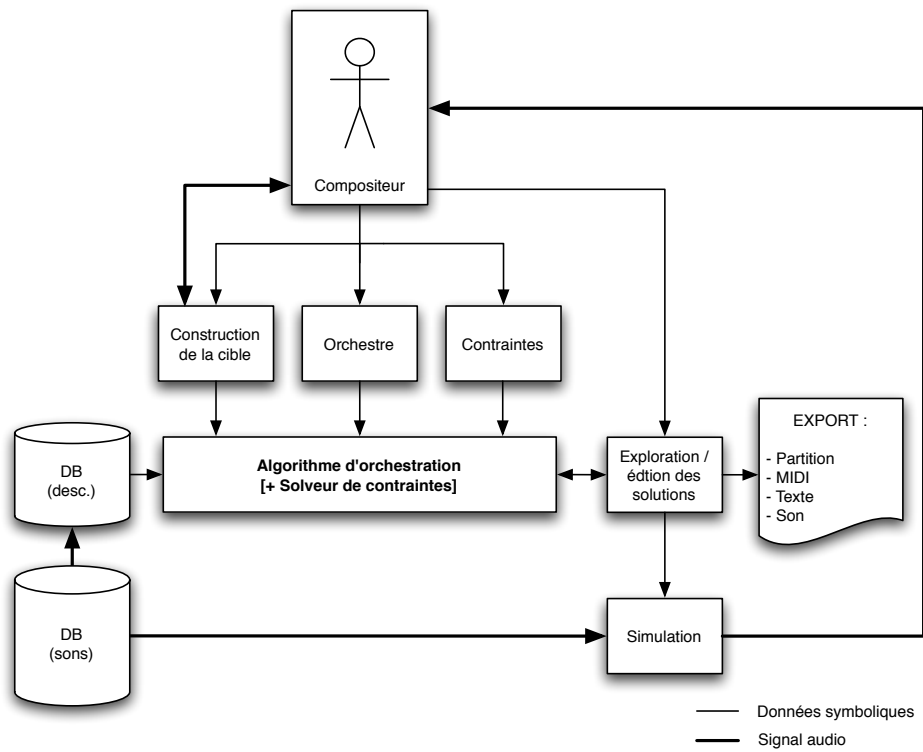 Compositeur
Construction
de la cible
Orchestre
Contraintes
DB
(desc.)
Algorithme d'orchestration
[+ Solveur de contraintes]
Exploration /
édtion des
solutions
EXPORT :
- Partition
- MIDI
- Texte
- Son
DB
(sons)
Simulation
Données symboliques
Signal audio